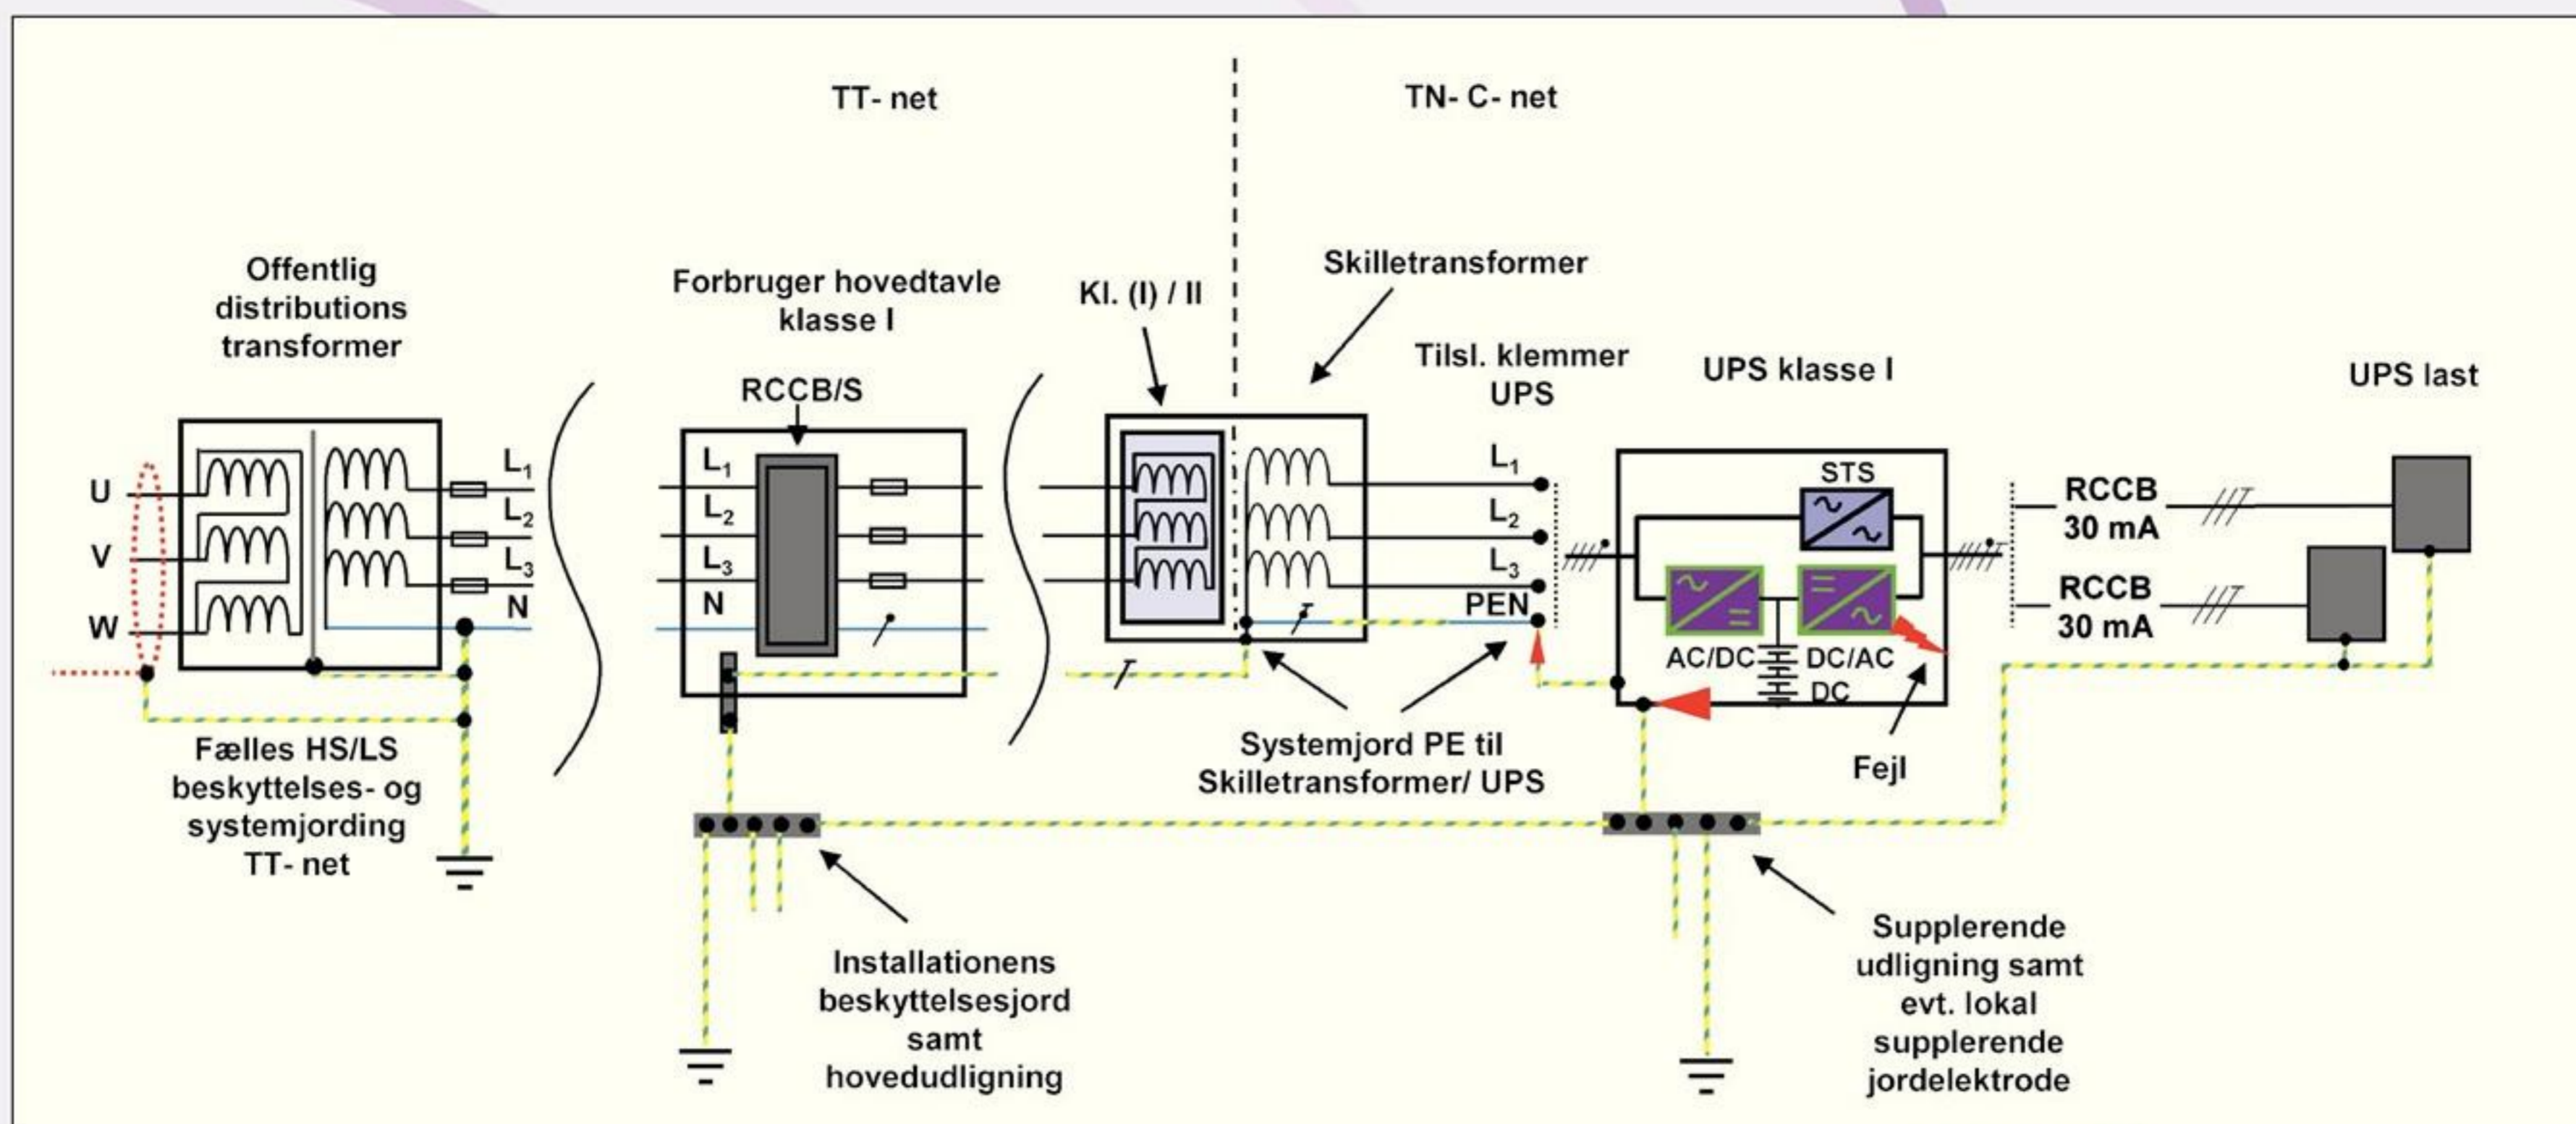 TT- net
TN- C- net
Offentlig
distributions
transformer
U
V
W
L₁
L₂
L₃
N
Fælles HS/LS
beskyttelses- og
systemjording
TT- net
Forbruger hovedtavle
klasse I
RCCB/S
L₁
L₂
L₃
N
Installationens
beskyttelsesjord
samt
hovedudligning
Kl. (I) / II
Skilletransformer
Tilsl. klemmer
UPS
L₁
L₂
L₃
PEN
Systemjord PE til
Skilletransformer/ UPS
UPS klasse I
STS
AC/DC
DC/AC
DC
Fejl
RCCB
30 mA
RCCB
30 mA
UPS last
Supplerende
udligning samt
evt. lokal
supplerende
jordelektrode